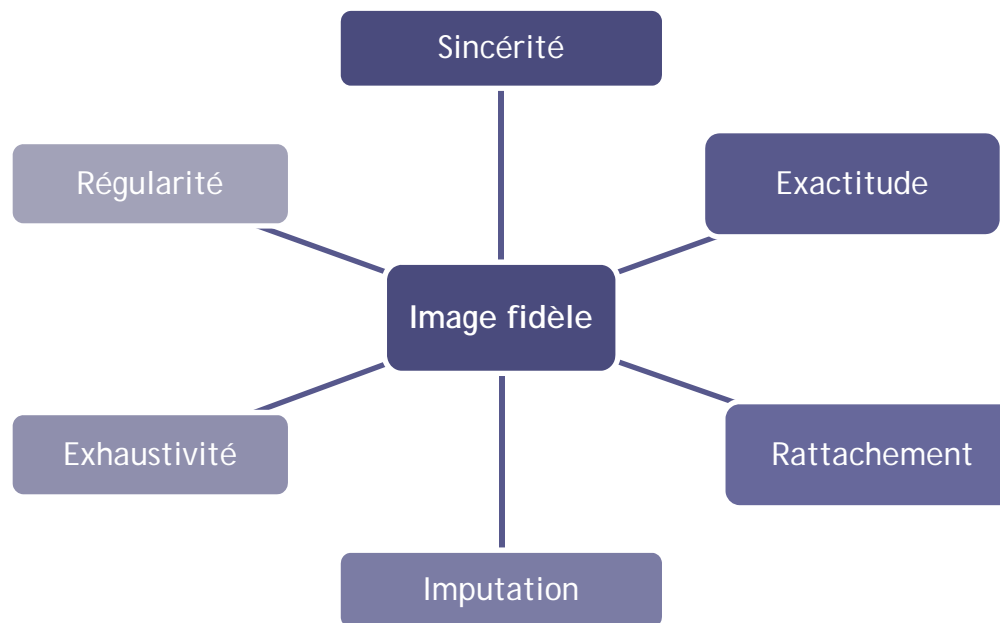 Sincérité
Régularité
Exactitude
Image fidèle
Exhaustivité
Rattachement
Imputation